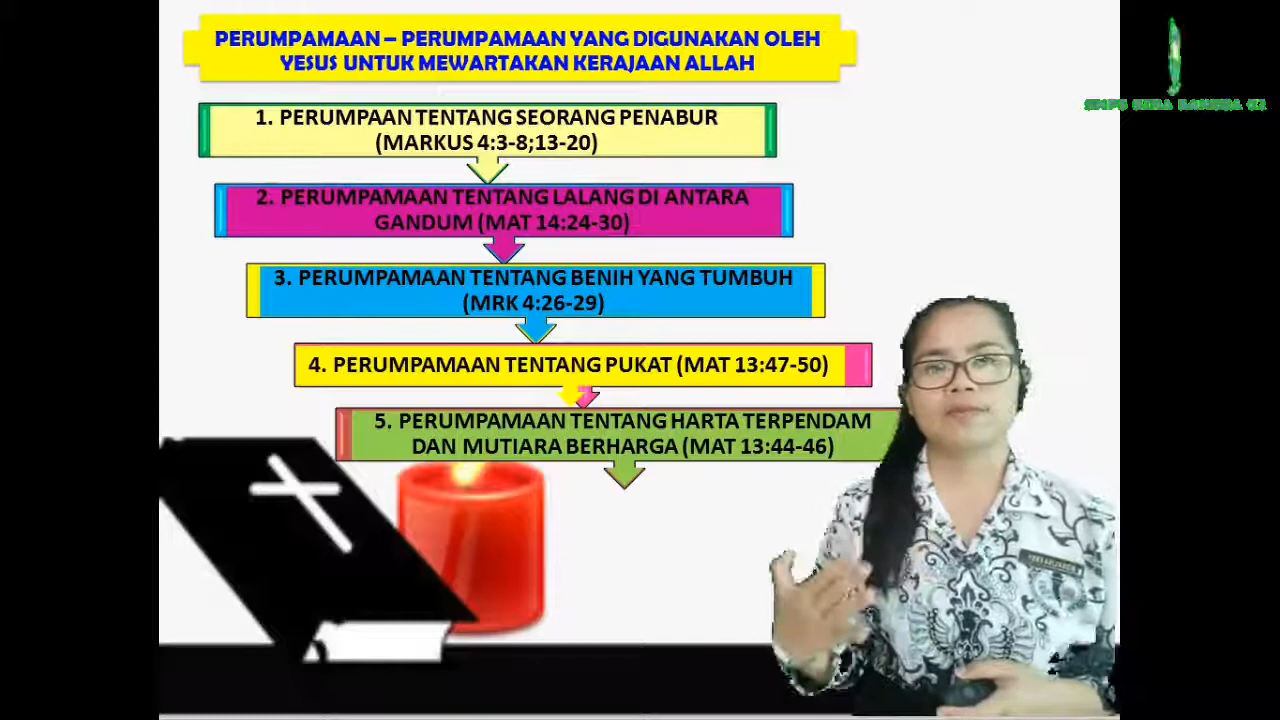 PERUMPAMAAN – PERUMPAMAAN YANG DIGUNAKAN OLEH
YESUS UNTUK MEWARTAKAN KERAJAAN ALLAH
1. PERUMPAAN TENTANG SEORANG PENABUR
(MARKUS 4:3-8;13-20)
2. PERUMPAMAAN TENTANG LALANG DI ANTARA
GANDUM (MAT 14:24-30)
3. PERUMPAMAAN TENTANG BENIH YANG TUMBUH
(MRK 4:26-29)
4. PERUMPAMAAN TENTANG PUKAT (MAT 13:47-50)
5. PERUMPAMAAN TENTANG HARTA TERPENDAM
DAN MUTIARA BERHARGA (MAT 13:44-46)